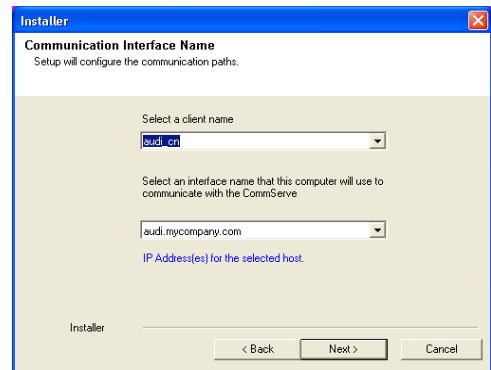 Installer
Communication Interface Name
Setup will configure the communication paths.
Select a client name
audi_cn
Select an interface name that this computer will use to
communicate with the CommServe
audi.mycompany.com
IP Address(es) for the selected host.
Installer
< Back
Next >
Cancel